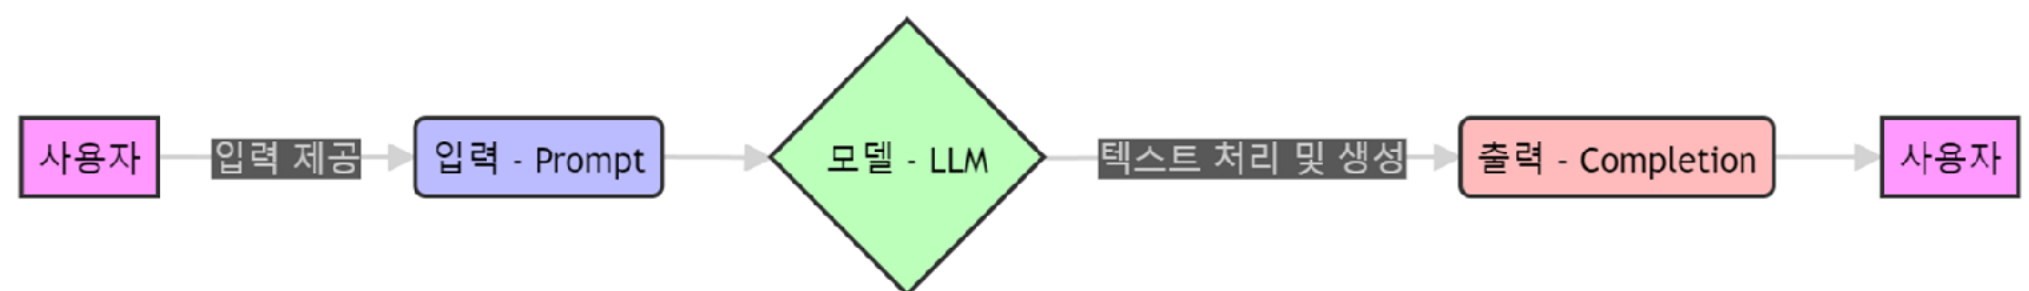 사용자
입력 제공
입력 - Prompt
모델 - LLM
텍스트 처리 및 생성
출력 - Completion
사용자